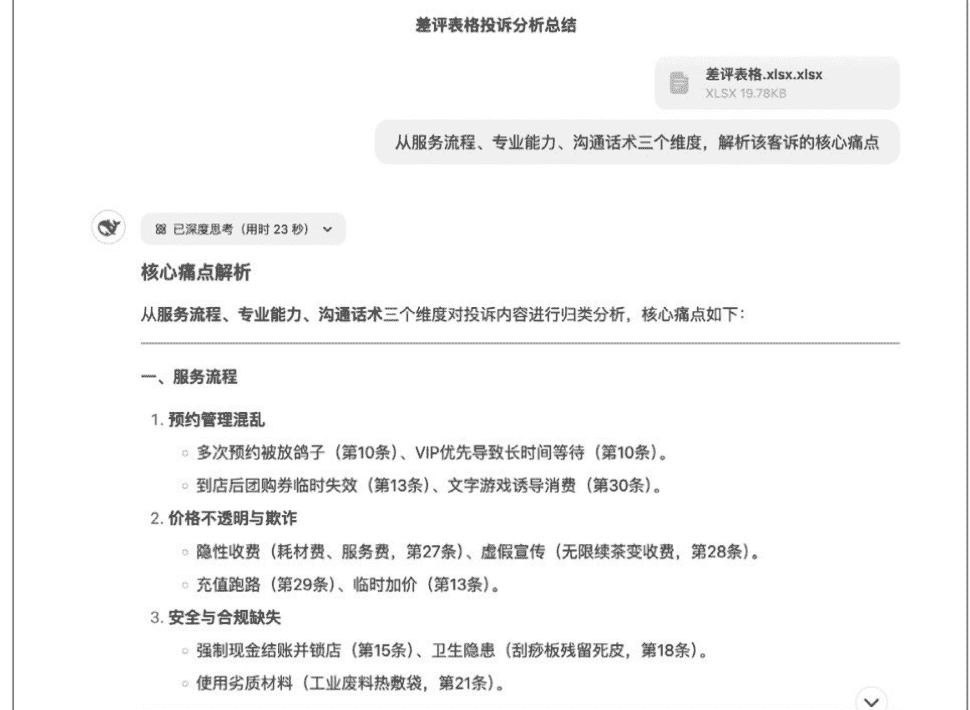 差评表格投诉分析总结
差评表格.xlsx.xlsx
XLSX 19.78KB
从服务流程、专业能力、沟通话术三个维度，解析该客诉的核心痛点
已深度思考（用时 23 秒）
核心痛点解析
从服务流程、专业能力、沟通话术三个维度对投诉内容进行归类分析，核心痛点如下：
一、服务流程
1. 预约管理混乱
○ 多次预约被放鸽子（第10条）、VIP优先导致长时间等待（第10条）。
○ 到店后团购券临时失效（第13条）、文字游戏诱导消费（第30条）。
2. 价格不透明与欺诈
○ 隐性收费（耗材费、服务费，第27条）、虚假宣传（无限续茶变收费，第28条）。
○ 充值跑路（第29条）、临时加价（第13条）。
3. 安全与合规缺失
○ 强制现金结账并锁店（第15条）、卫生隐患（刮痧板残留死皮，第18条）。
○ 使用劣质材料（工业废料热敷袋，第21条）。